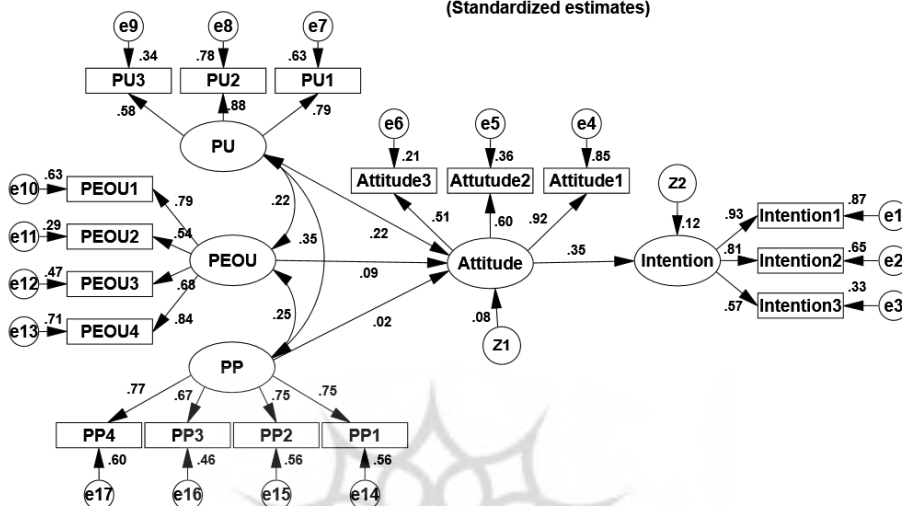 (Standardized estimates)
e9 e8 e7
.34 .78 .63
PU3 PU2 PU1
.58 .88 .79
PU
e6 e5 e4
.21 .36 .85
Attitude3 Attutude2 Attitude1
.51 .60 .92
e10 .63 PEOU1 .79
e11 .29 PEOU2 .54
e12 .47 PEOU3 .68
e13 .71 PEOU4 .84
PEOU
.22 .35 .22
.09
.25 .02
Attitude
.08
Z1
.35
Z2
.12
Intention
.93 Intention1 .87 e1
.81 Intention2 .65 e2
.57 Intention3 .33 e3
PP
.77 .67 .75 .75
PP4 PP3 PP2 PP1
.60 .46 .56 .56
e17 e16 e15 e14